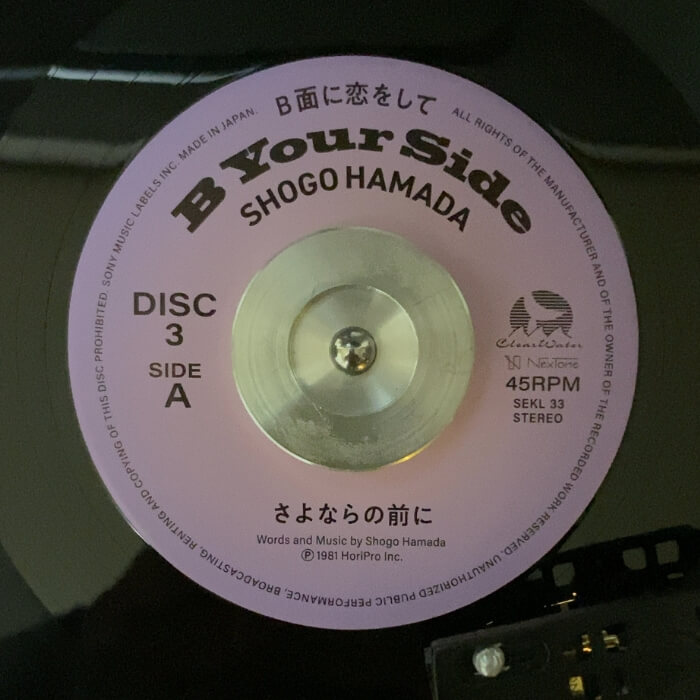 B面に恋をして
B Your Side
SHOGO HAMADA
DISC
3
SIDE
A
ClearWater
NexTone
45RPM
SEKL 33
STEREO
さよならの前に
Words and Music by Shogo Hamada
Ⓟ 1981 HoriPro Inc.
ALL RIGHTS OF THE MANUFACTURER AND OF THE OWNER OF THE RECORDED WORK RESERVED. UNAUTHORIZED PUBLIC PERFORMANCE, BROADCASTING, RENTING AND COPYING OF THIS DISC PROHIBITED. SONY MUSIC LABELS INC. MADE IN JAPAN.